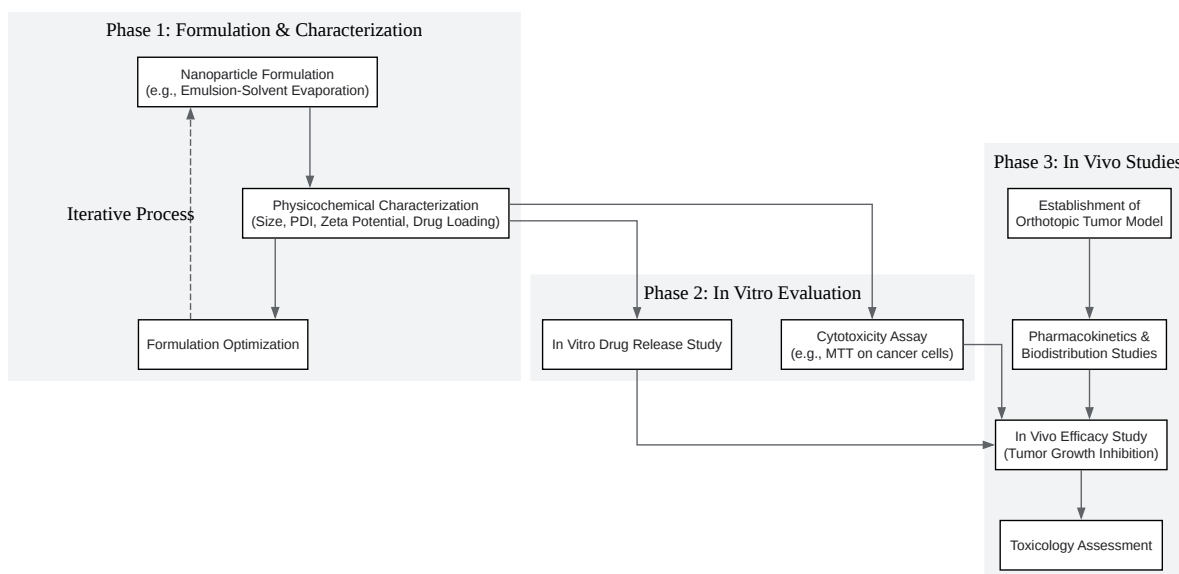 Phase 1: Formulation & Characterization
Nanoparticle Formulation
(e.g., Emulsion-Solvent Evaporation)
Iterative Process
Physicochemical Characterization
(Size, PDI, Zeta Potential, Drug Loading)
Formulation Optimization
Phase 2: In Vitro Evaluation
In Vitro Drug Release Study
Cytotoxicity Assay
(e.g., MTT on cancer cells)
Phase 3: In Vivo Studies
Establishment of
Orthotopic Tumor Model
Pharmacokinetics &
Biodistribution Studies
In Vivo Efficacy Study
(Tumor Growth Inhibition)
Toxicology Assessment